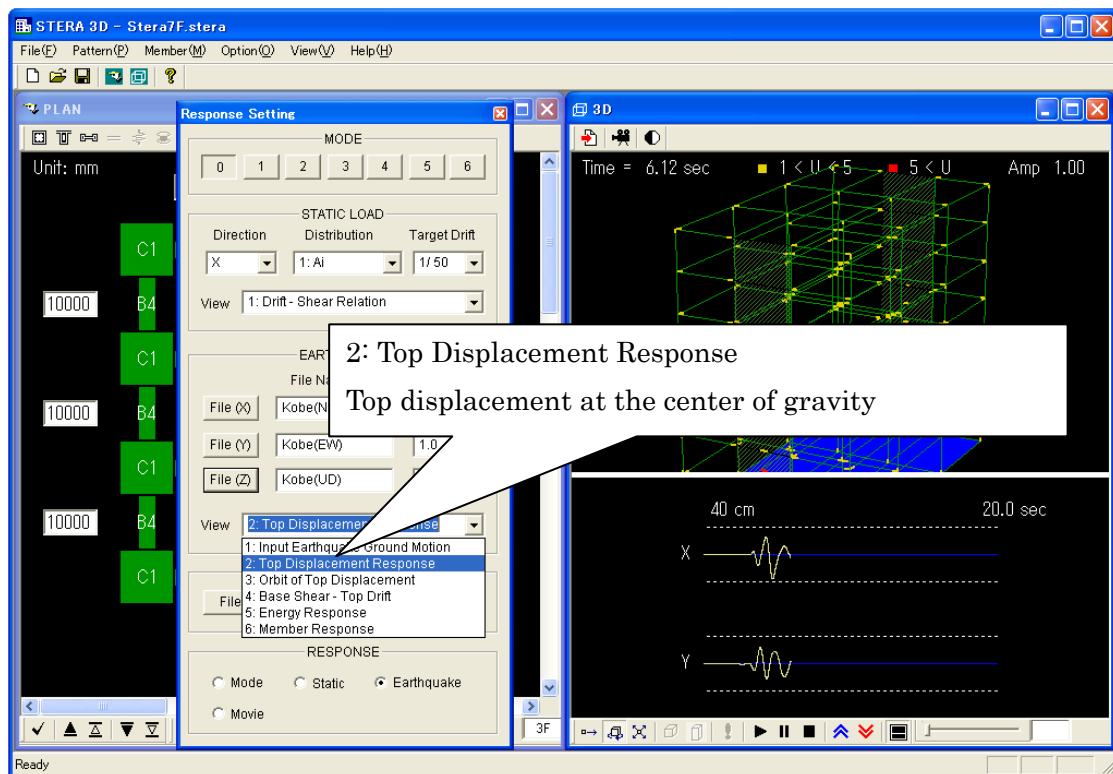 STERA 3D - Stera7F.stera
File(F) Pattern(P) Member(M) Option(O) View(V) Help(H)
PLAN
Unit: mm
C1
10000 B4
C1
10000 B4
C1
10000 B4
C1
3F
Ready
Response Setting
MODE
0 1 2 3 4 5 6
STATIC LOAD
Direction Distribution Target Drift
X 1: Ai 1/50
View 1: Drift - Shear Relation
File (X)
File (Y) Kobe(EW) 1.0
File (Z) Kobe(UD)
View 2: Top Displacement Response
1: Input Earthquake Ground Motion
2: Top Displacement Response
3: Orbit of Top Displacement
4: Base Shear - Top Drift
5: Energy Response
6: Member Response
File
RESPONSE
Mode Static Earthquake
Movie
2: Top Displacement Response
Top displacement at the center of gravity
3D
Time = 6.12 sec 1 < U < 5 5 < U Amp 1.00
40 cm 20.0 sec
X
Y